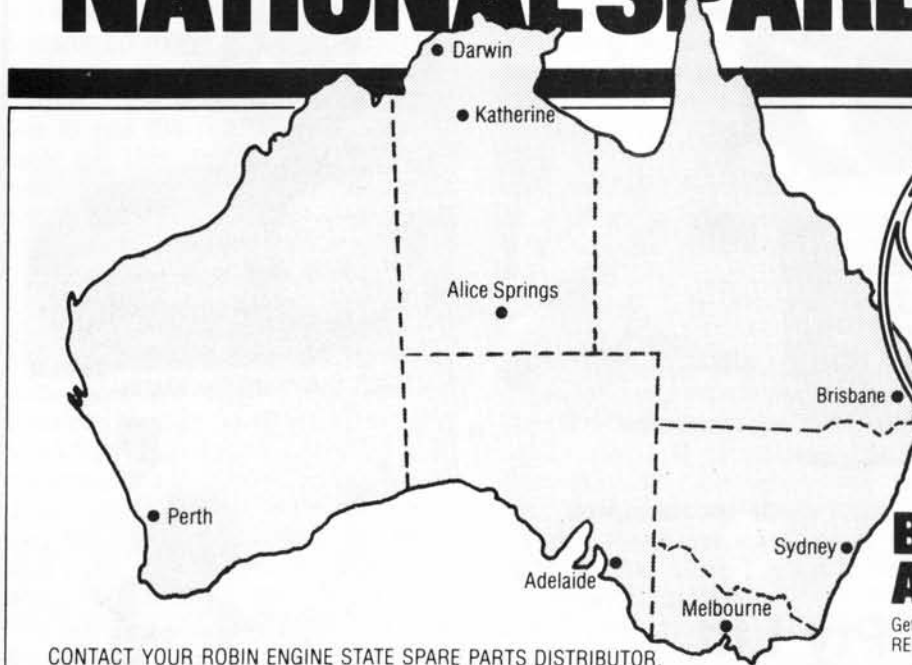 NATIONAL SPARE
Darwin
Katherine
Alice Springs
Brisbane
Perth
Sydney
Adelaide
Melbourne
CONTACT YOUR ROBIN ENGINE STATE SPARE PARTS DISTRIBUTOR.